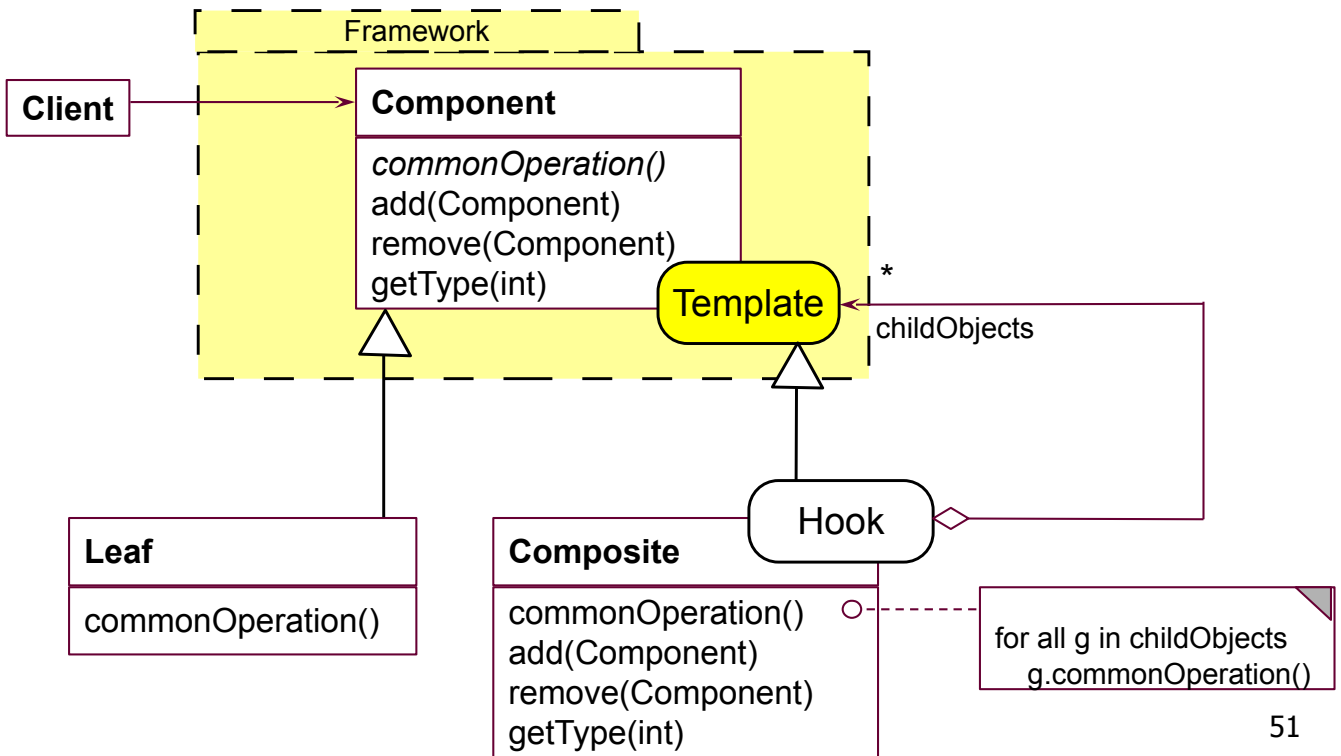 Framework
Client
Component
commonOperation()
add(Component)
remove(Component)
getType(int)
Template
*
childObjects
Hook
Leaf
commonOperation()
Composite
commonOperation()
add(Component)
remove(Component)
getType(int)
for all g in childObjects
g.commonOperation()
51